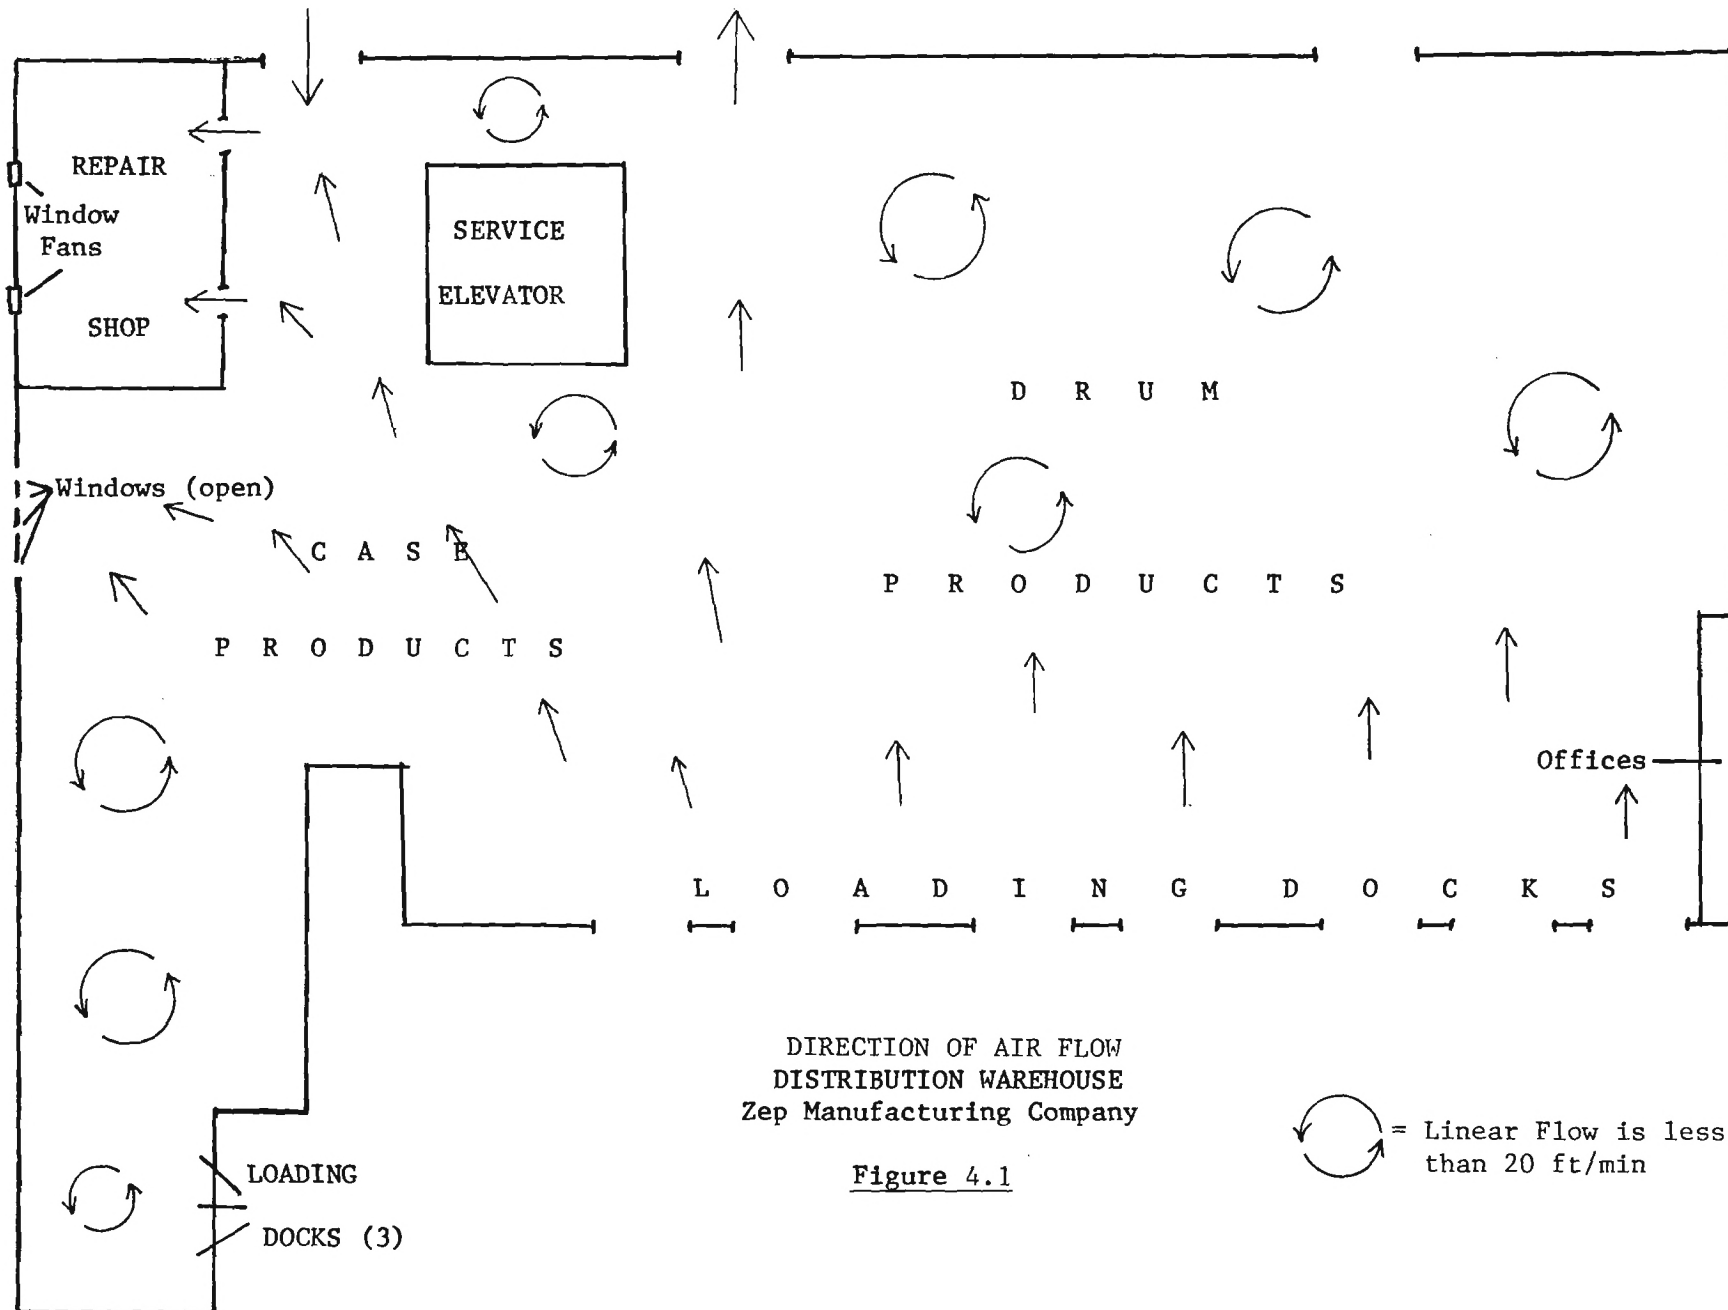 REPAIR
Window
Fans
SHOP
SERVICE
ELEVATOR
D R U M
Windows (open)
C A S E
P R O D U C T S
P R O D U C T S
Offices
L O A D I N G D O C K S
DIRECTION OF AIR FLOW
DISTRIBUTION WAREHOUSE
Zep Manufacturing Company
Figure 4.1
= Linear Flow is less
than 20 ft/min
LOADING
DOCKS (3)